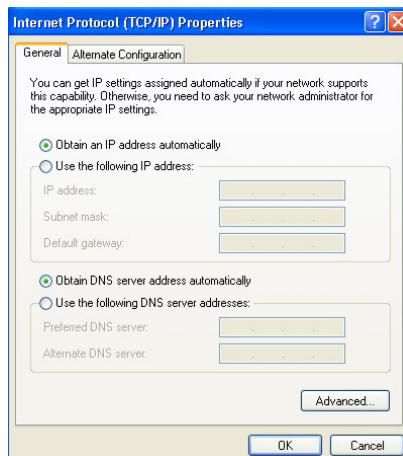 Internet Protocol (TCP/IP) Properties
General
Alternate Configuration
You can get IP settings assigned automatically if your network supports
this capability. Otherwise, you need to ask your network administrator for
the appropriate IP settings.
Obtain an IP address automatically
Use the following IP address:
IP address:
Subnet mask:
Default gateway:
Obtain DNS server address automatically
Use the following DNS server addresses:
Preferred DNS server:
Alternate DNS server:
Advanced...
OK
Cancel